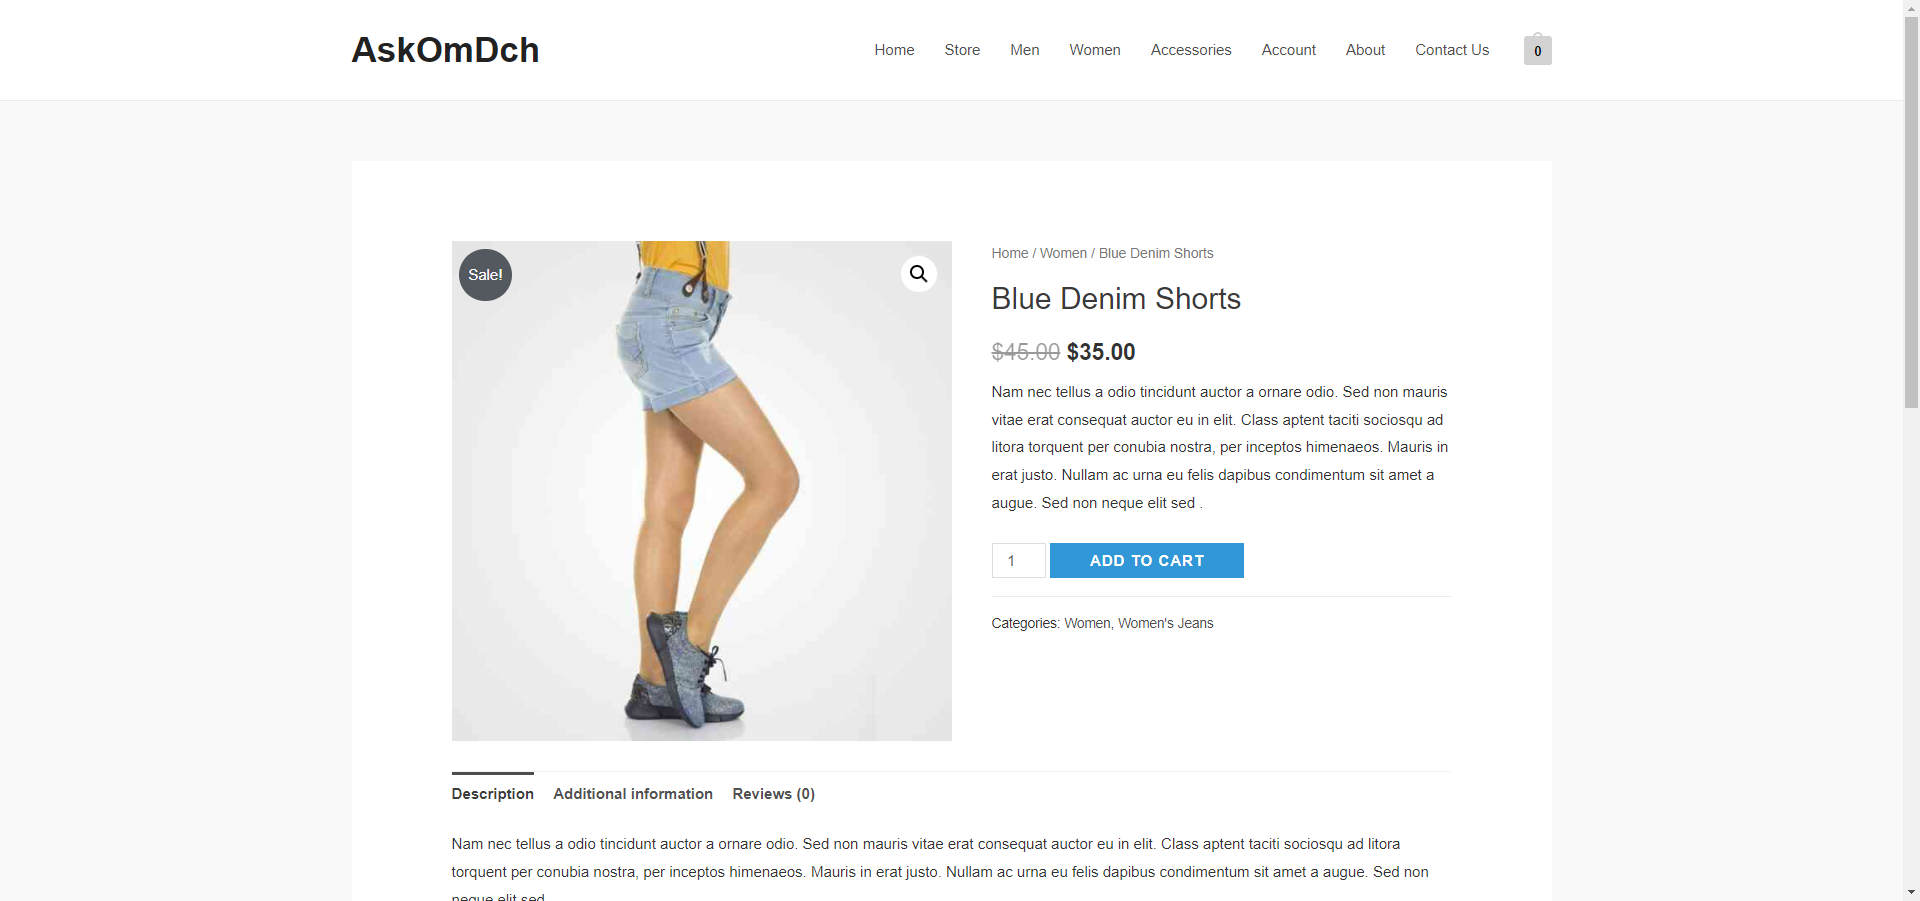 AskOmDch
Home Store Men Women Accessories Account About Contact Us 0
Sale!
Home / Women / Blue Denim Shorts
Blue Denim Shorts
$45.00 $35.00
Nam nec tellus a odio tincidunt auctor a ornare odio. Sed non mauris
vitae erat consequat auctor eu in elit. Class aptent taciti sociosqu ad
litora torquent per conubia nostra, per inceptos himenaeos. Mauris in
erat justo. Nullam ac urna eu felis dapibus condimentum sit amet a
augue. Sed non neque elit sed .
1 ADD TO CART
Categories: Women, Women's Jeans
Description Additional information Reviews (0)
Nam nec tellus a odio tincidunt auctor a ornare odio. Sed non mauris vitae erat consequat auctor eu in elit. Class aptent taciti sociosqu ad litora
torquent per conubia nostra, per inceptos himenaeos. Mauris in erat justo. Nullam ac urna eu felis dapibus condimentum sit amet a augue. Sed non
neque elit sed